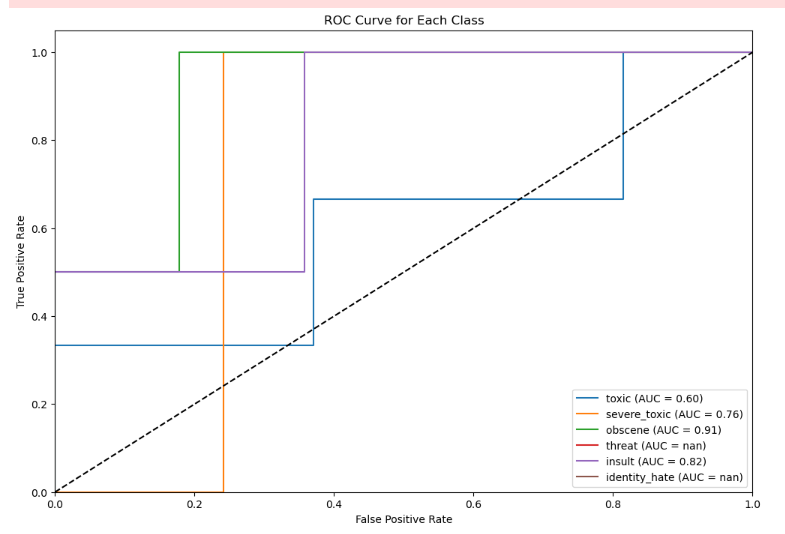 ROC Curve for Each Class
True Positive Rate
1.0
0.8
0.6
0.4
0.2
0.0
toxic (AUC = 0.60)
severe_toxic (AUC = 0.76)
obscene (AUC = 0.91)
threat (AUC = nan)
insult (AUC = 0.82)
identity_hate (AUC = nan)
0.0 0.2 0.4 0.6 0.8 1.0
False Positive Rate